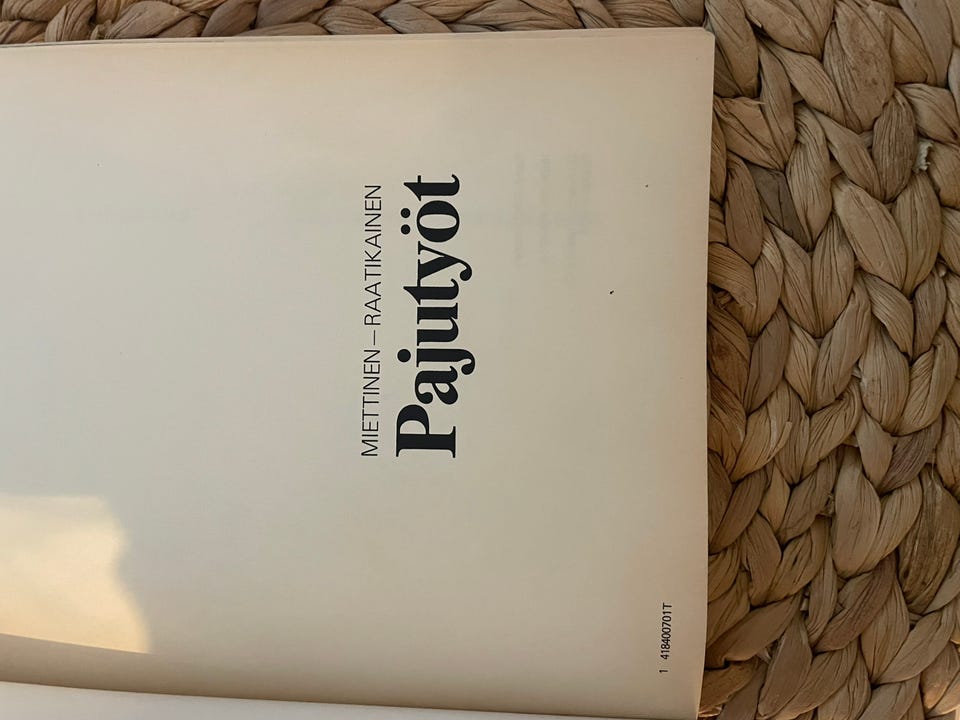 MIETTINEN – RAATIKAINEN
Pajutyöt
1 418400701T